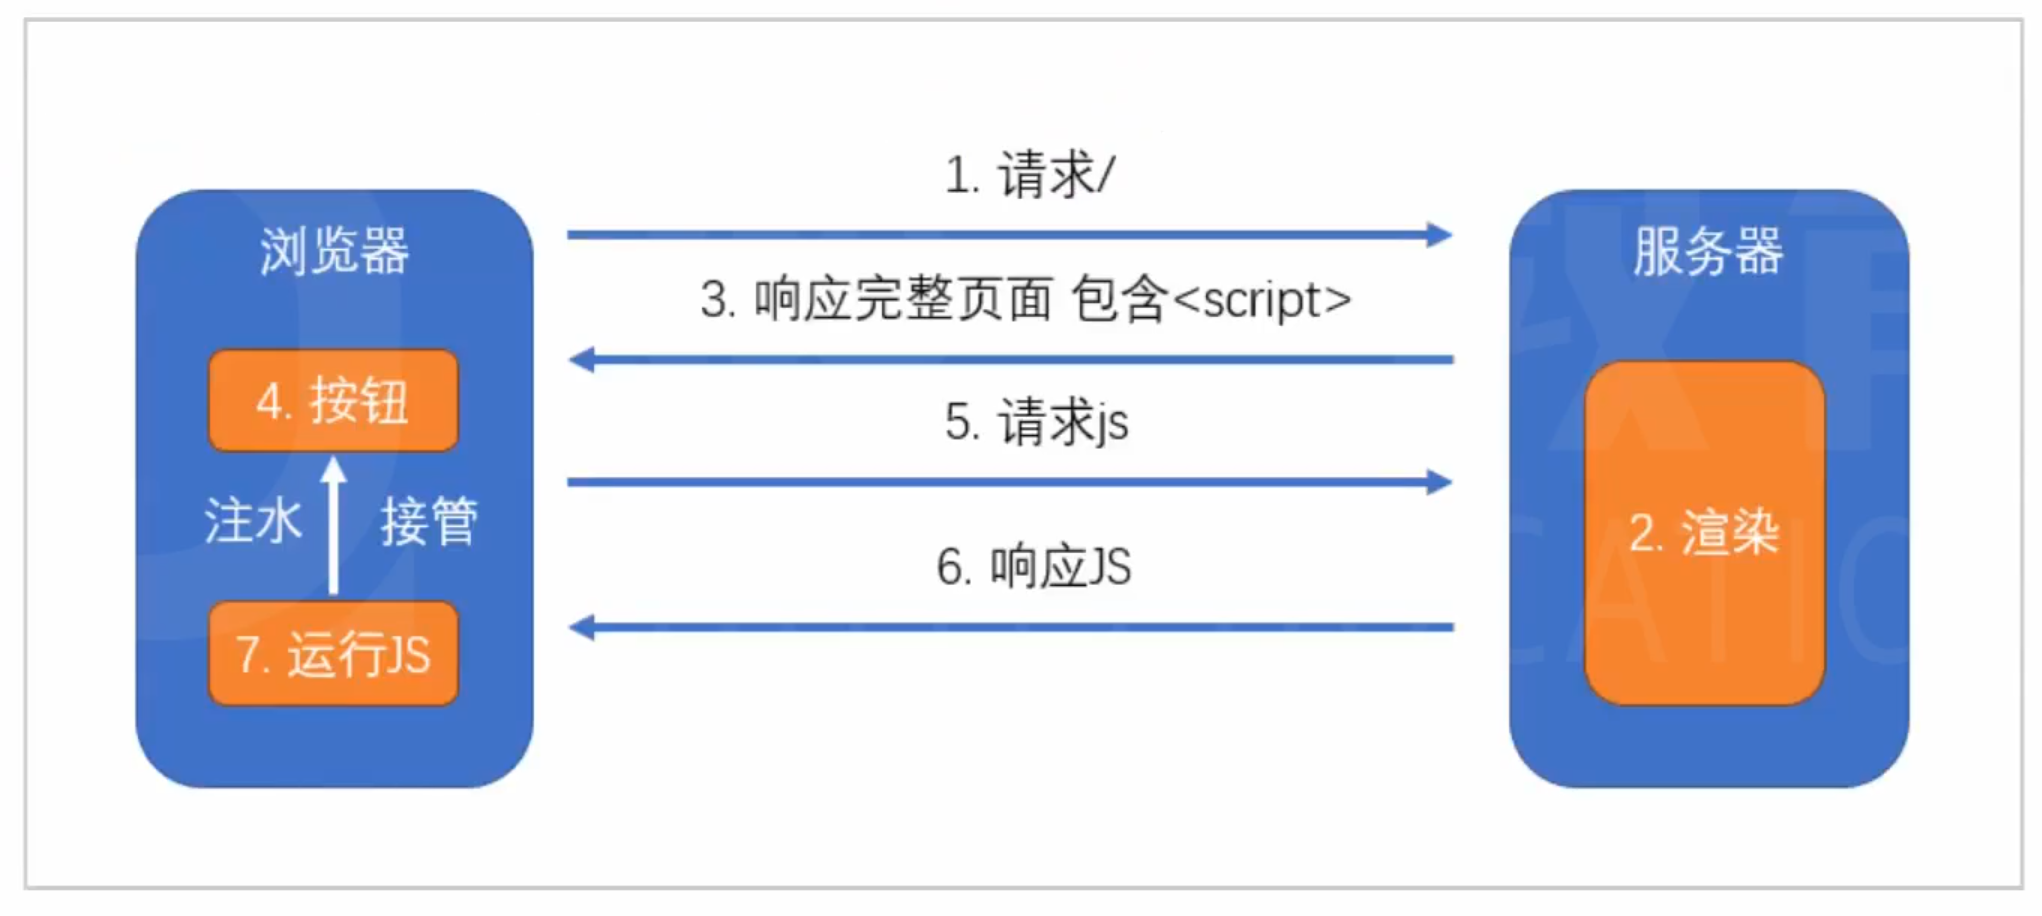 1. 请求/
浏览器
服务器
3. 响应完整页面 包含<script>
4. 按钮
5. 请求js
注水
接管
2. 渲染
6. 响应JS
7. 运行JS